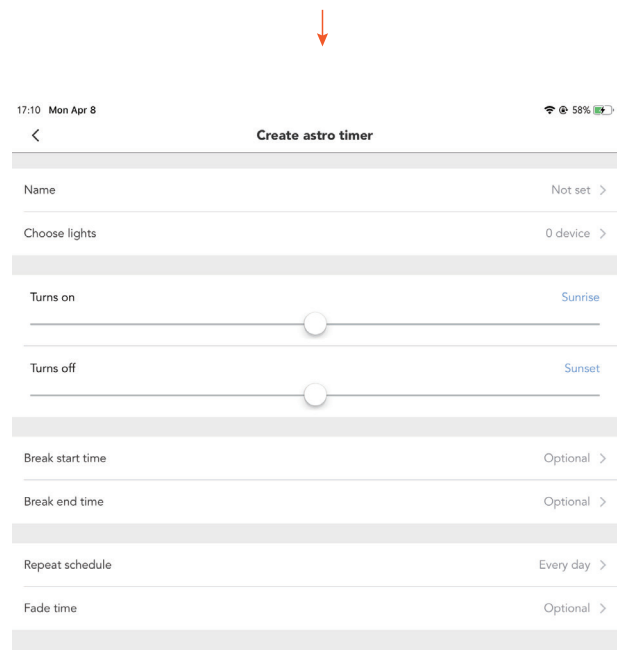 17:10 Mon Apr 8 58%
Create astro timer
Name Not set
Choose lights 0 device
Turns on Sunrise
Turns off Sunset
Break start time Optional
Break end time Optional
Repeat schedule Every day
Fade time Optional